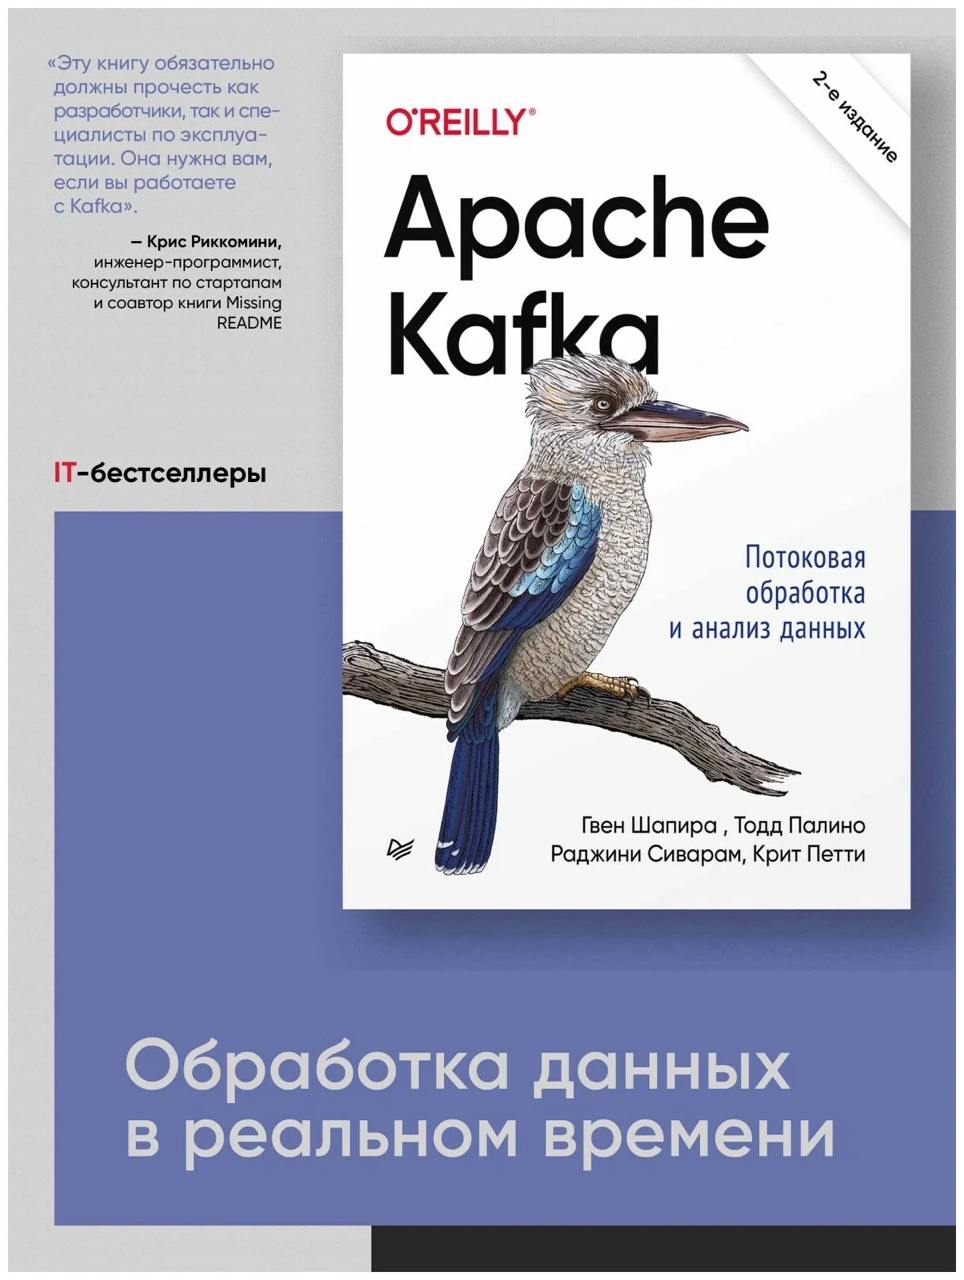 «Эту книгу обязательно
должны прочесть как
разработчики, так и спе-
циалисты по эксплуа-
тации. Она нужна вам,
если вы работаете
с Kafka».
— Крис Риккомини,
инженер-программист,
консультант по стартапам
и соавтор книги Missing
README
IT-бестселлеры
2-е издание
O'REILLY®
Apache
Kafka
Потоковая
обработка
и анализ данных
Гвен Шапира , Тодд Палино
Раджини Сиварам, Крит Петти
Обработка данных
в реальном времени